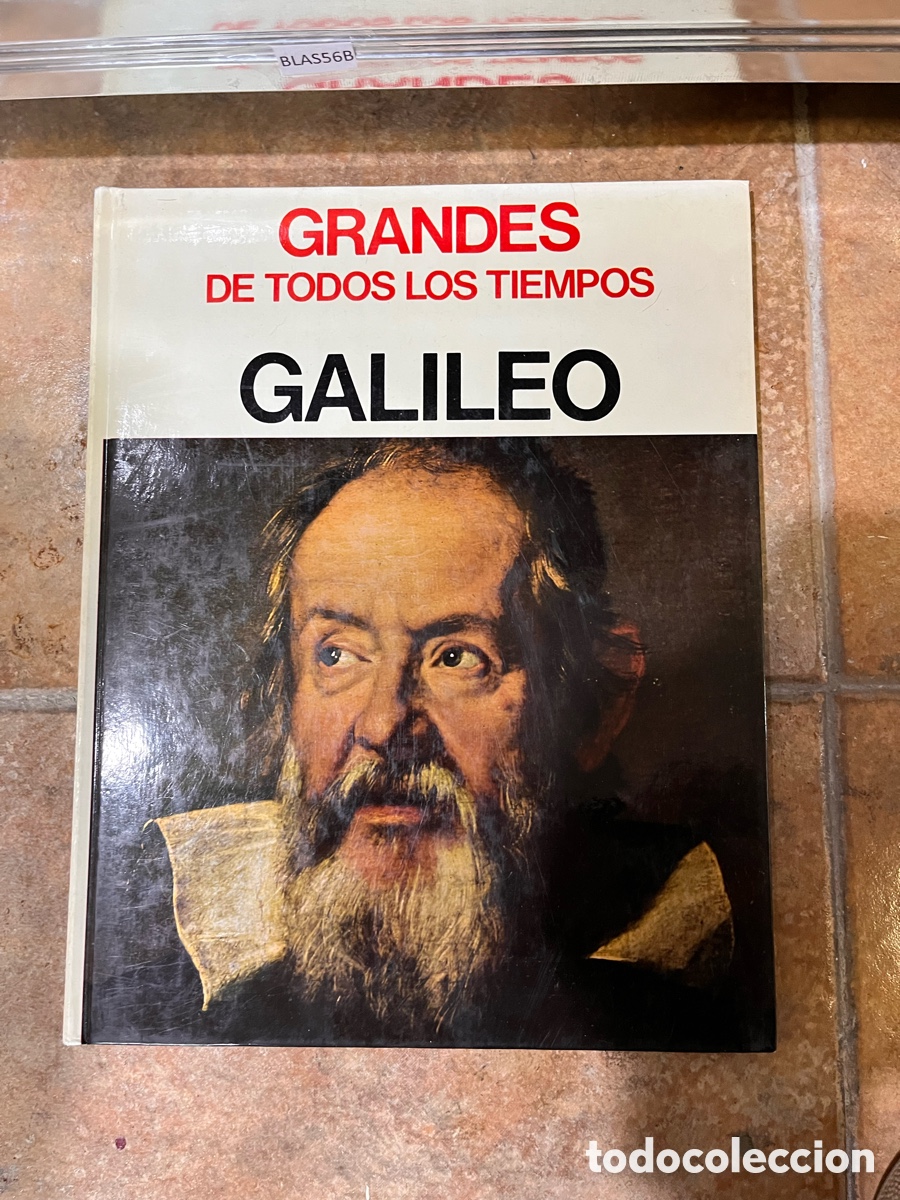 BLAS56B
GRANDES
DE TODOS LOS TIEMPOS
GALILEO
todocoleccion